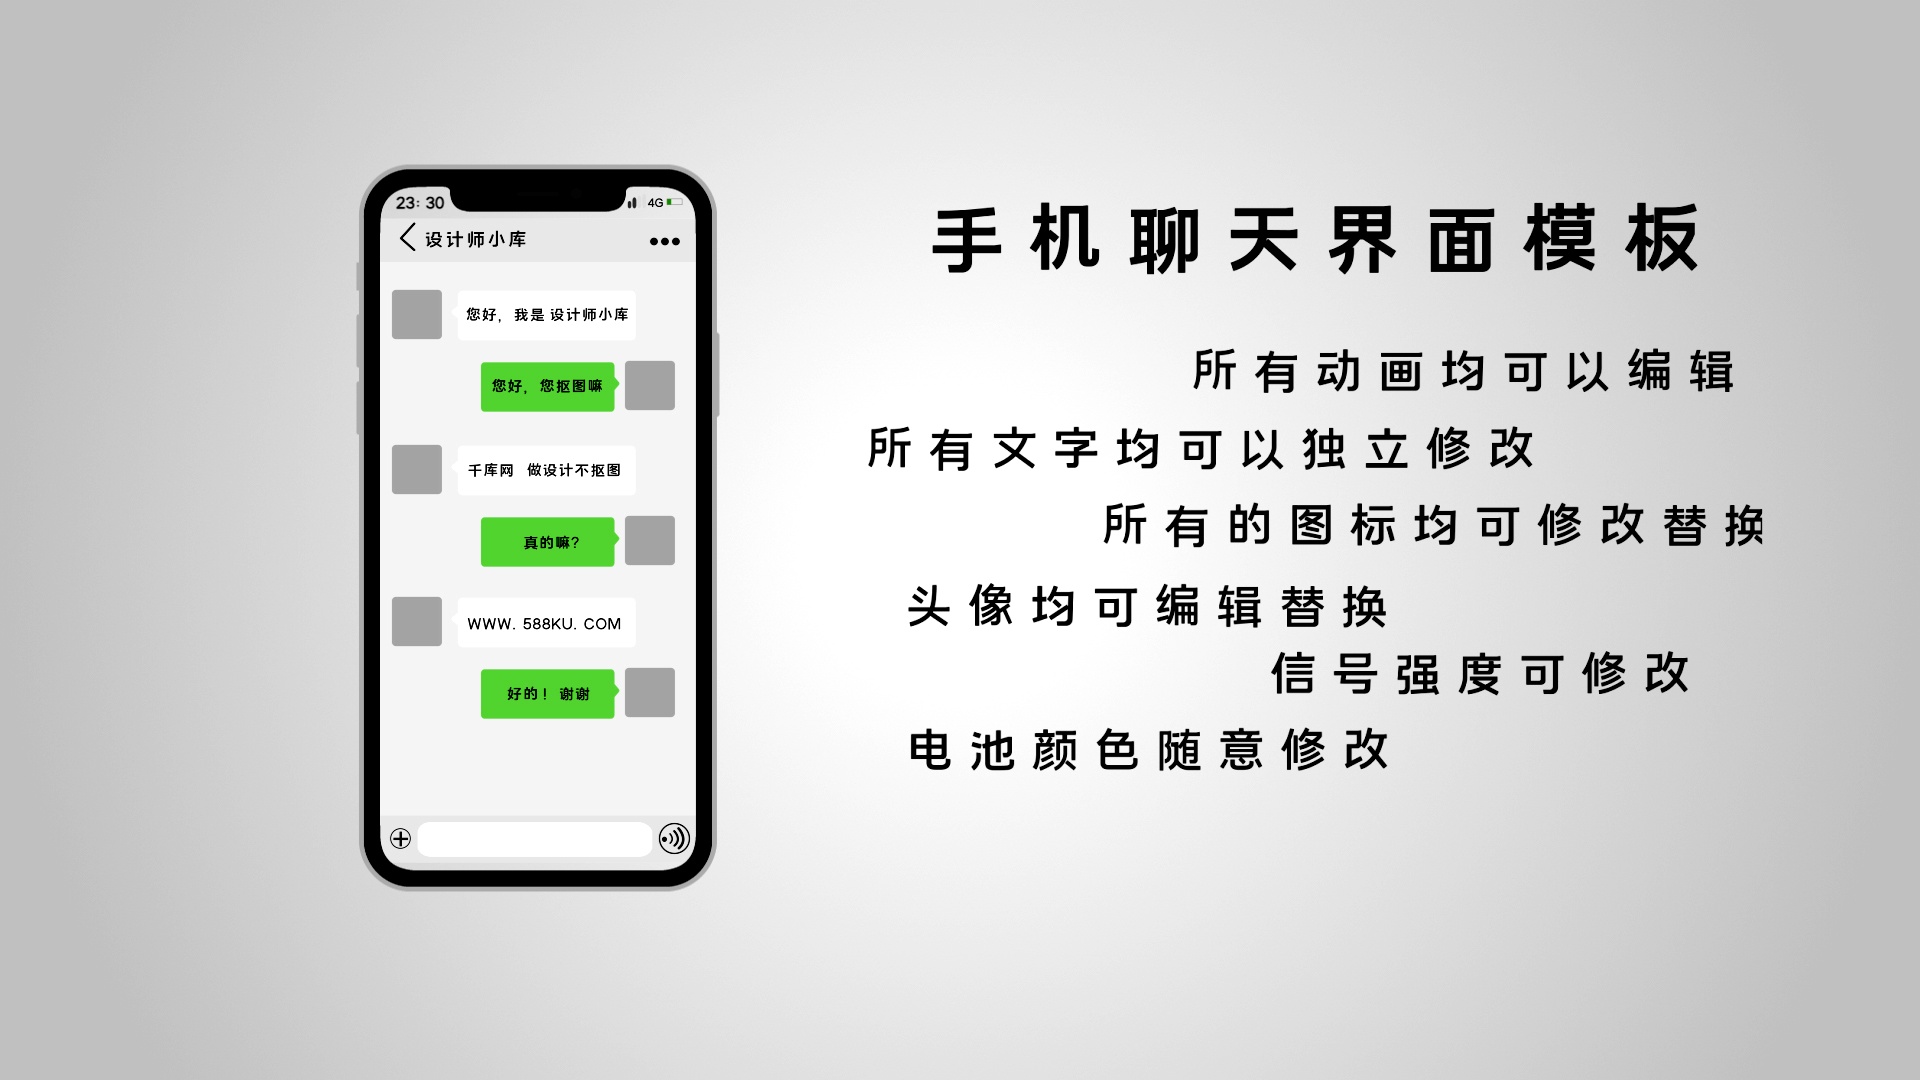 23: 30
4G
设计师小库
您好，我是 设计师小库
您好，您抠图嘛
千库网 做设计不抠图
真的嘛?
WWW. 588KU. COM
好的! 谢谢
手机聊天界面模板
所有动画均可以编辑
所有文字均可以独立修改
所有的图标均可修改替换
头像均可编辑替换
信号强度可修改
电池颜色随意修改